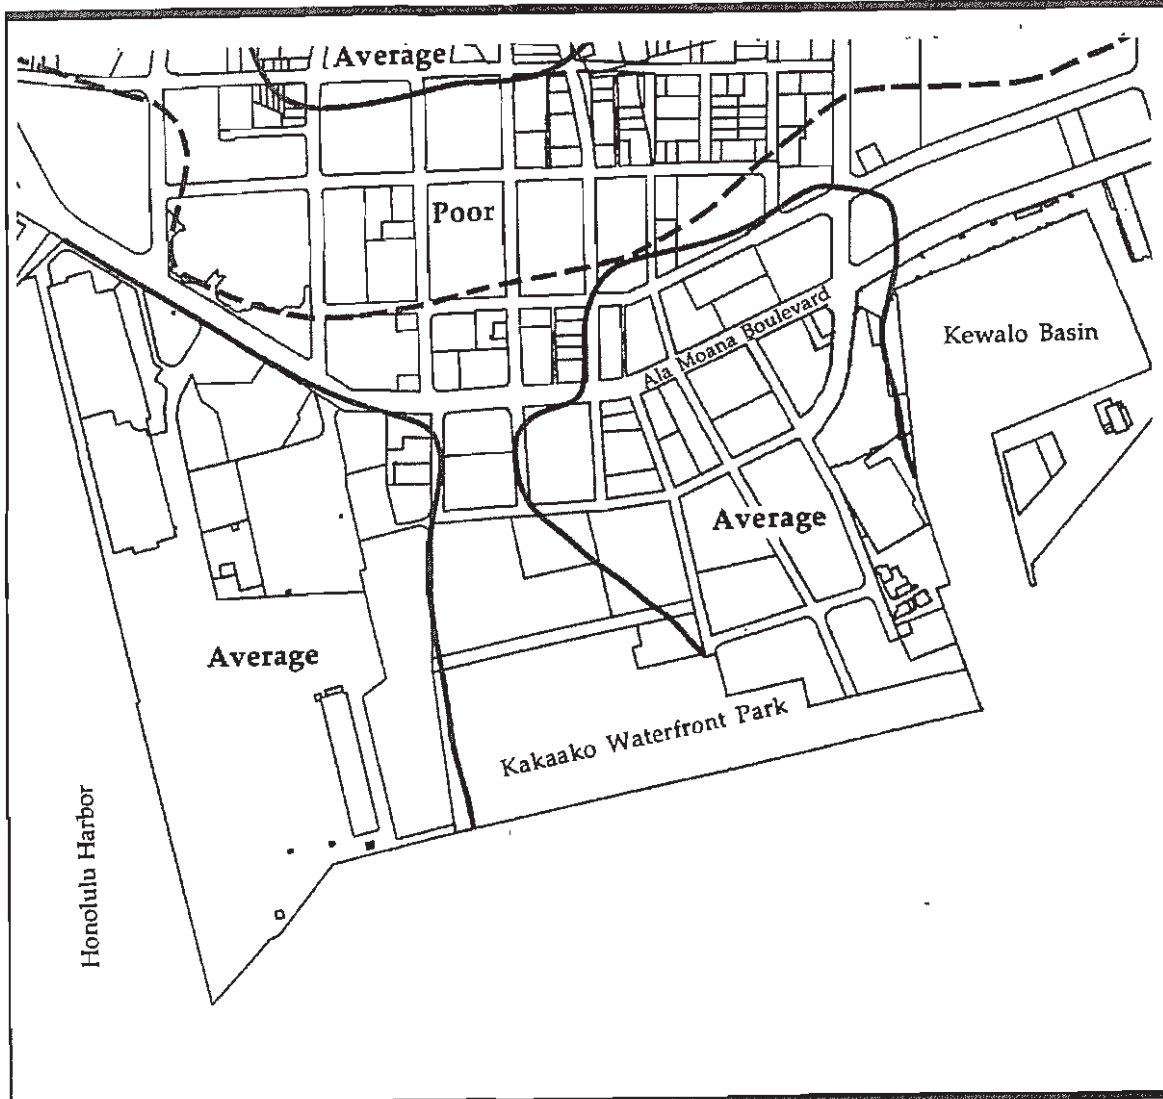 Average
Poor
Ala Moana Boulevard
Kewalo Basin
Average
Average
Kakaako Waterfront Park
Honolulu Harbor